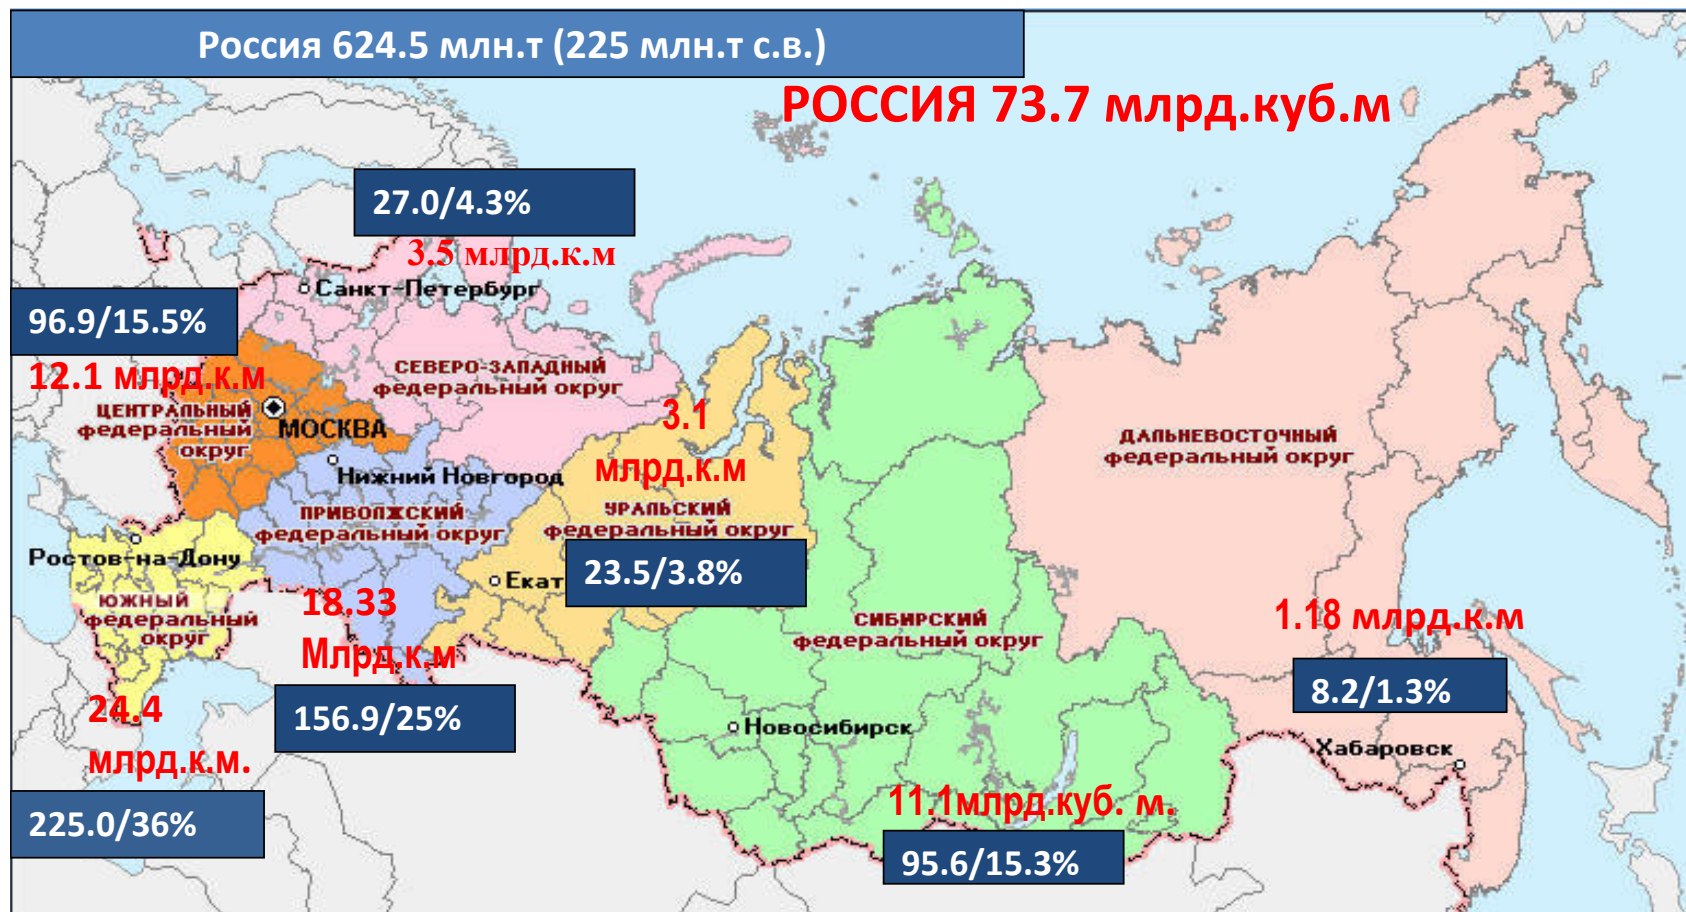 Россия 624.5 млн.т (225 млн.т с.в.)
РОССИЯ 73.7 млрд.куб.м
27.0/4.3%
3.5 млрд.к.м
Санкт-Петербург
96.9/15.5%
12.1 млрд.к.м
СЕВЕРО-ЗАПАДНЫЙ
федеральный округ
ЦЕНТРАЛЬНЫЙ
федеральный
округ
МОСКВА
3.1
млрд.к.м
ДАЛЬНЕВОСТОЧНЫЙ
федеральный округ
Нижний Новгород
ПРИВОЛЖСКИЙ
федеральный округ
УРАЛЬСКИЙ
федеральный округ
Ростов-на-Дону
Екат
23.5/3.8%
ЮЖНЫЙ
федеральный
округ
18.33
Млрд.к.м
156.9/25%
СИБИРСКИЙ
федеральный округ
1.18 млрд.к.м
8.2/1.3%
24.4
млрд.к.м.
225.0/36%
Новосибирск
Хабаровск
11.1млрд.куб. м.
95.6/15.3%